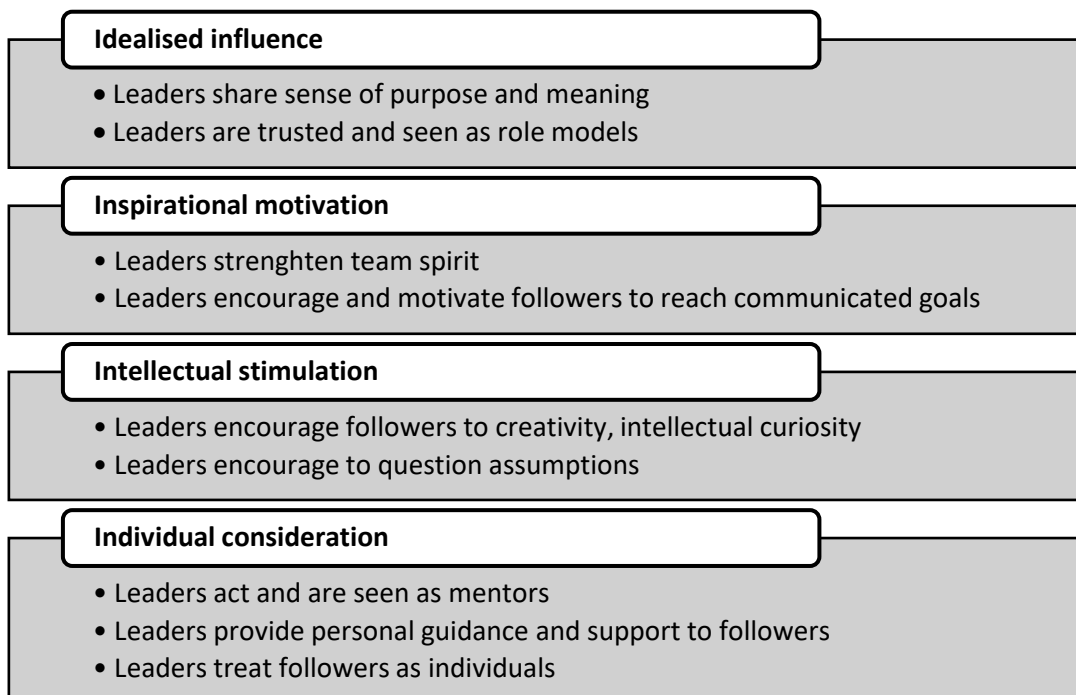 Idealised influence
• Leaders share sense of purpose and meaning
• Leaders are trusted and seen as role models
Inspirational motivation
• Leaders strenghten team spirit
• Leaders encourage and motivate followers to reach communicated goals
Intellectual stimulation
• Leaders encourage followers to creativity, intellectual curiosity
• Leaders encourage to question assumptions
Individual consideration
• Leaders act and are seen as mentors
• Leaders provide personal guidance and support to followers
• Leaders treat followers as individuals